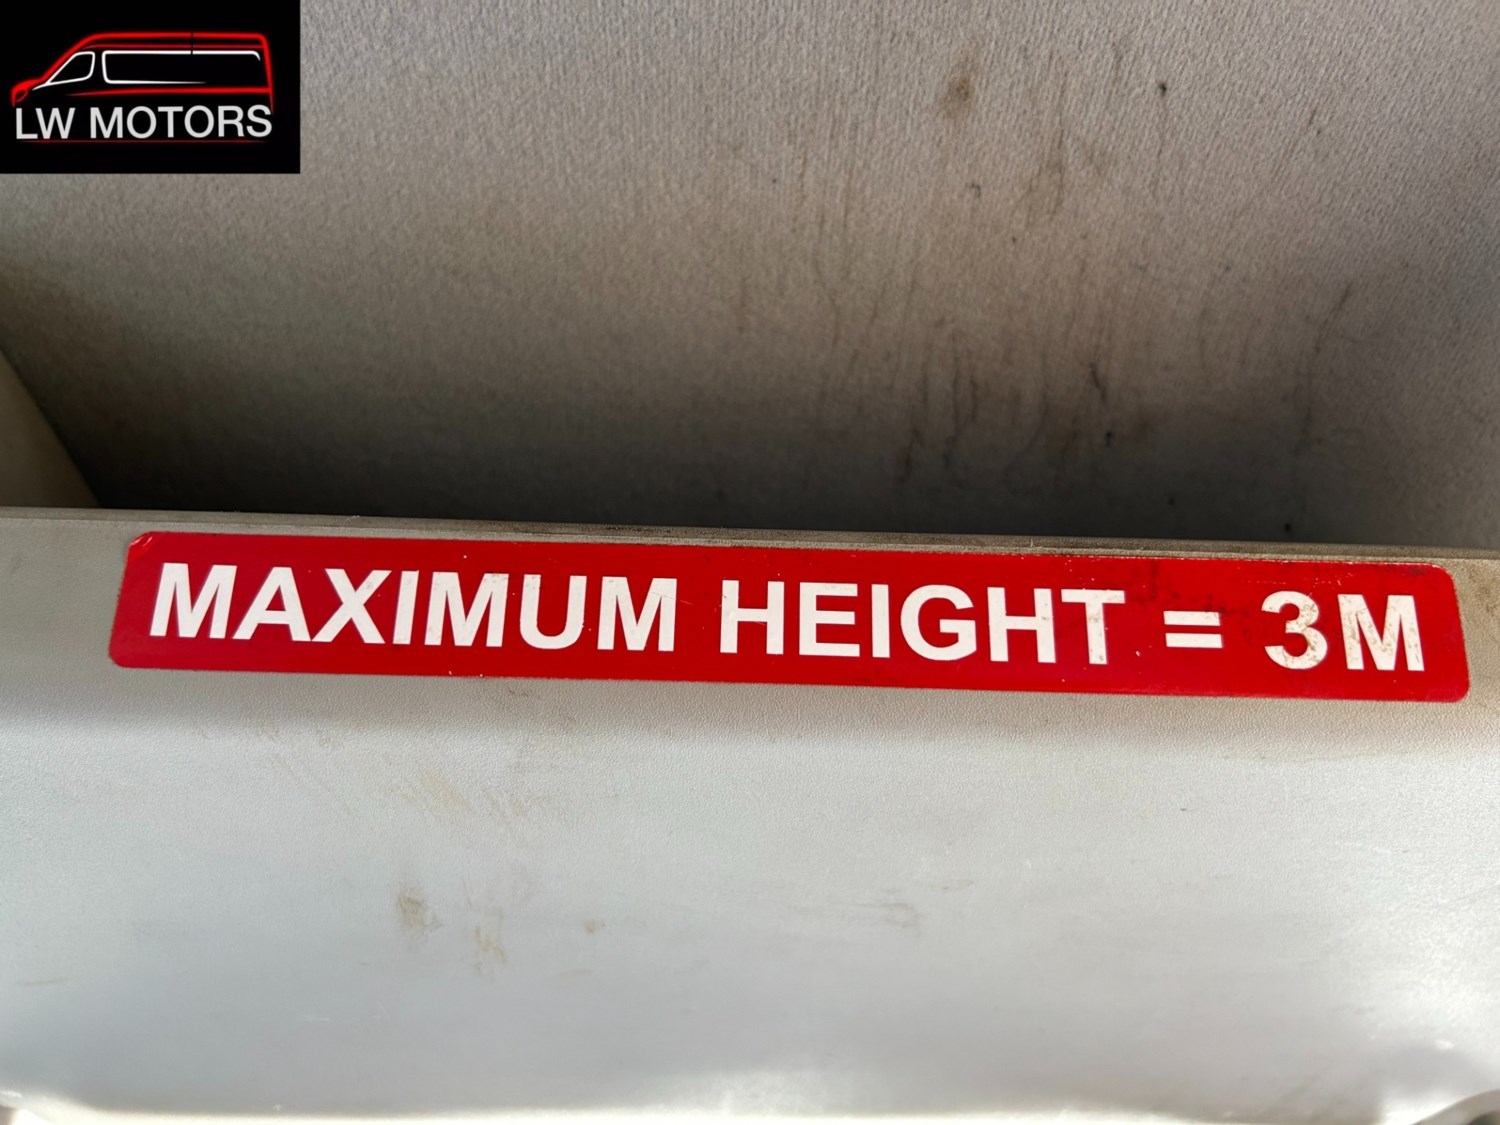 LW MOTORS
MAXIMUM HEIGHT = 3M